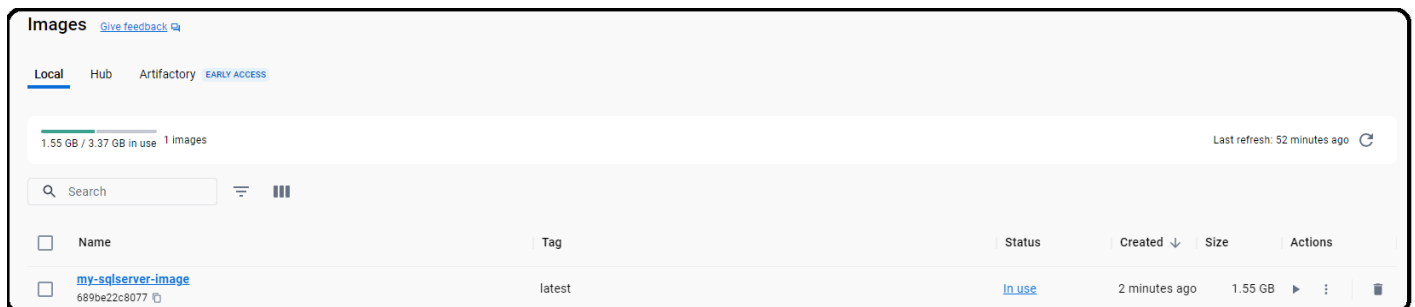 Images Give feedback
Local Hub Artifactory EARLY ACCESS
1.55 GB / 3.37 GB in use 1 images Last refresh: 52 minutes ago
Search
Name Tag Status Created Size Actions
my-sqlserver-image latest In use 2 minutes ago 1.55 GB
689be22c8077